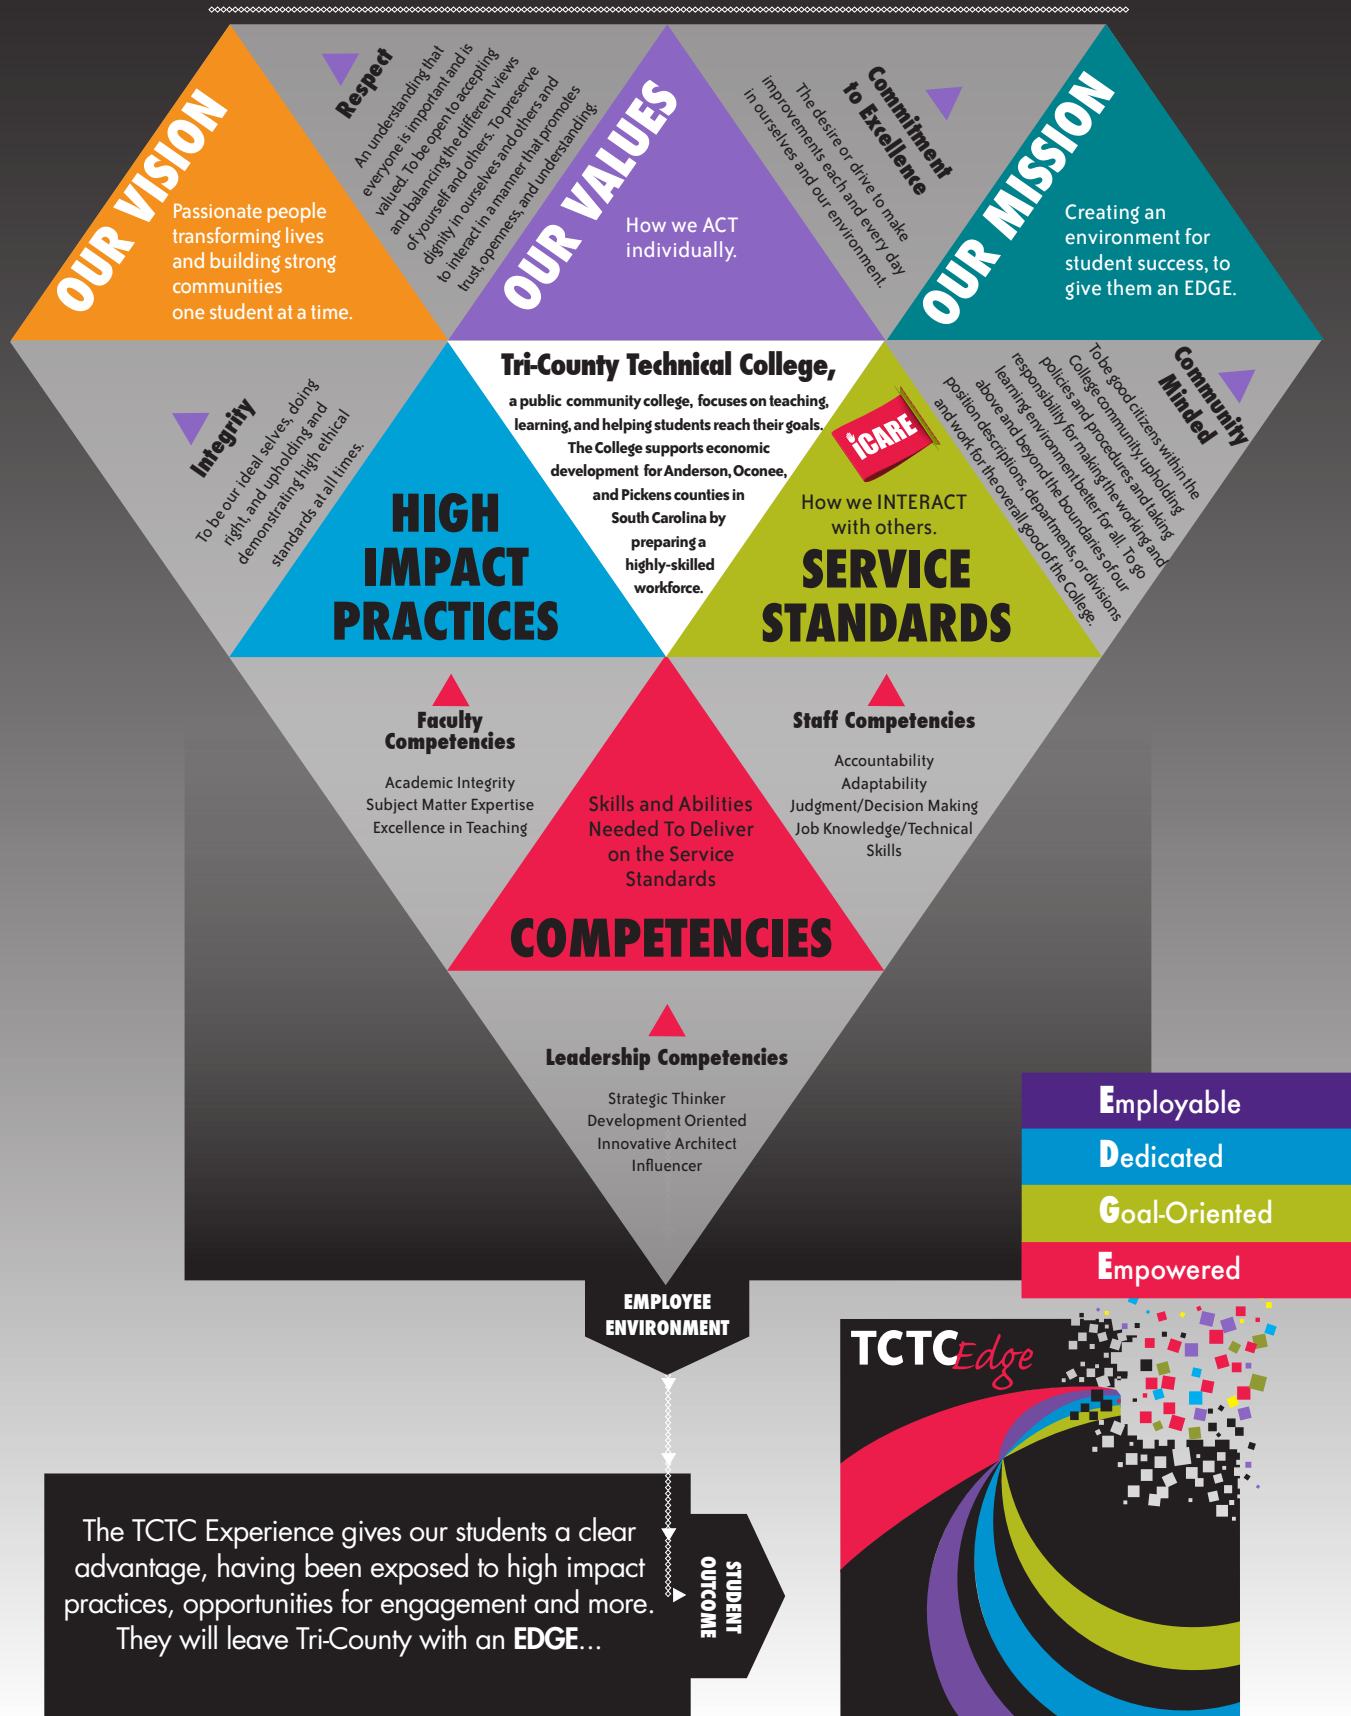 OUR VISION
Passionate people
transforming lives
and building strong
communities
one student at a time.
Respect
An understanding that
everyone is important and is
valued. To be open to accepting
and balancing the different views
of yourself and others. To preserve
dignity in ourselves and others and
to interact in a manner that promotes
trust, openness, and understanding.
OUR VALUES
How we ACT
individually.
Commitment
to Excellence
The desire or drive to make
improvements each and every day
in ourselves and our environment.
OUR MISSION
Creating an
environment for
student success, to
give them an EDGE.
Integrity
To be our ideal selves, doing
right, and upholding and
demonstrating high ethical
standards at all times.
HIGH
IMPACT
PRACTICES
Tri-County Technical College,
a public community college, focuses on teaching,
learning, and helping students reach their goals.
The College supports economic
development for Anderson, Oconee,
and Pickens counties in
South Carolina by
preparing a
highly-skilled
workforce.
iCARE
How we INTERACT
with others.
SERVICE
STANDARDS
Community
Minded
To be good citizens within the
College community, upholding
policies and procedures and taking
responsibility for making the working and
learning environment better for all. To go
above and beyond the boundaries of our
position descriptions, departments, or divisions
and work for the overall good of the College.
Faculty
Competencies
Academic Integrity
Subject Matter Expertise
Excellence in Teaching
Skills and Abilities
Needed To Deliver
on the Service
Standards
COMPETENCIES
Staff Competencies
Accountability
Adaptability
Judgment/Decision Making
Job Knowledge/Technical
Skills
Leadership Competencies
Strategic Thinker
Development Oriented
Innovative Architect
Influencer
Employable
Dedicated
Goal-Oriented
Empowered
EMPLOYEE
ENVIRONMENT
TCTC Edge
The TCTC Experience gives our students a clear
advantage, having been exposed to high impact
practices, opportunities for engagement and more.
They will leave Tri-County with an EDGE...
STUDENT
OUTCOME